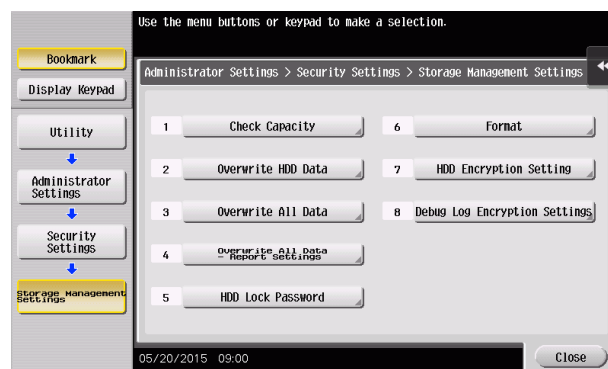 Use the menu buttons or keypad to make a selection.
Bookmark
Display Keypad
Utility
Administrator
Settings
Security
Settings
Storage Management
Settings
Administrator Settings > Security Settings > Storage Management Settings
1 Check Capacity
2 Overwrite HDD Data
3 Overwrite All Data
4 Overwrite All Data
- Report Settings
5 HDD Lock Password
6 Format
7 HDD Encryption Setting
8 Debug Log Encryption Settings
05/20/2015 09:00
Close